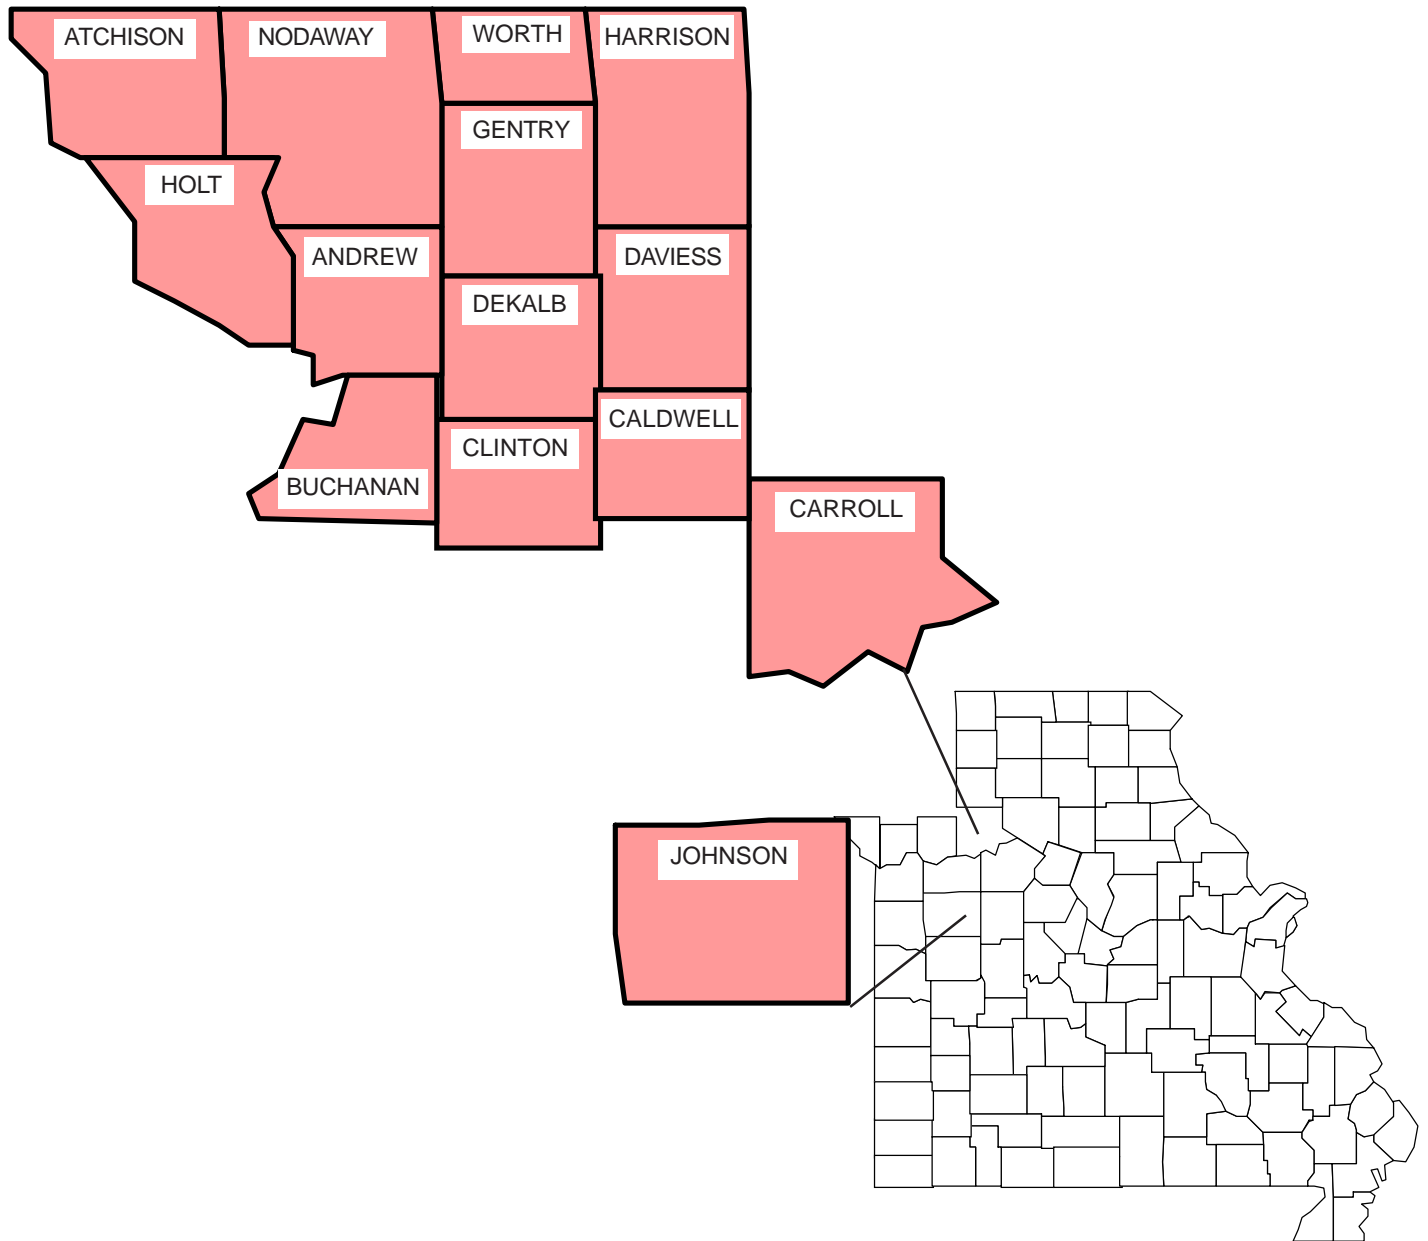 ATCHISON
NODAWAY
WORTH
HARRISON
GENTRY
HOLT
ANDREW
DAVIESS
DEKALB
CALDWELL
CLINTON
BUCHANAN
CARROLL
JOHNSON